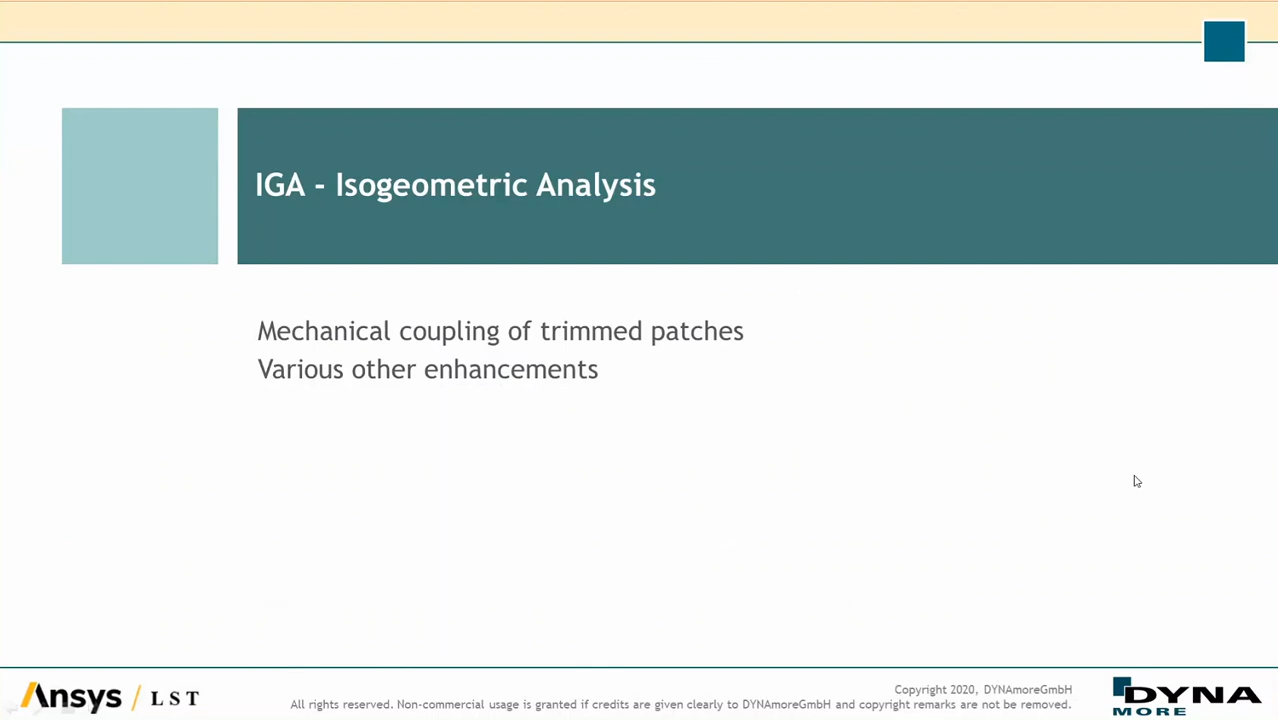 IGA - Isogeometric Analysis
Mechanical coupling of trimmed patches
Various other enhancements
Ansys / LST
Copyright 2020, DYNAmoreGmbH
All rights reserved. Non-commercial usage is granted if credits are given clearly to DYNAmoreGmbH and copyright remarks are not be removed.
DYNA
MORE